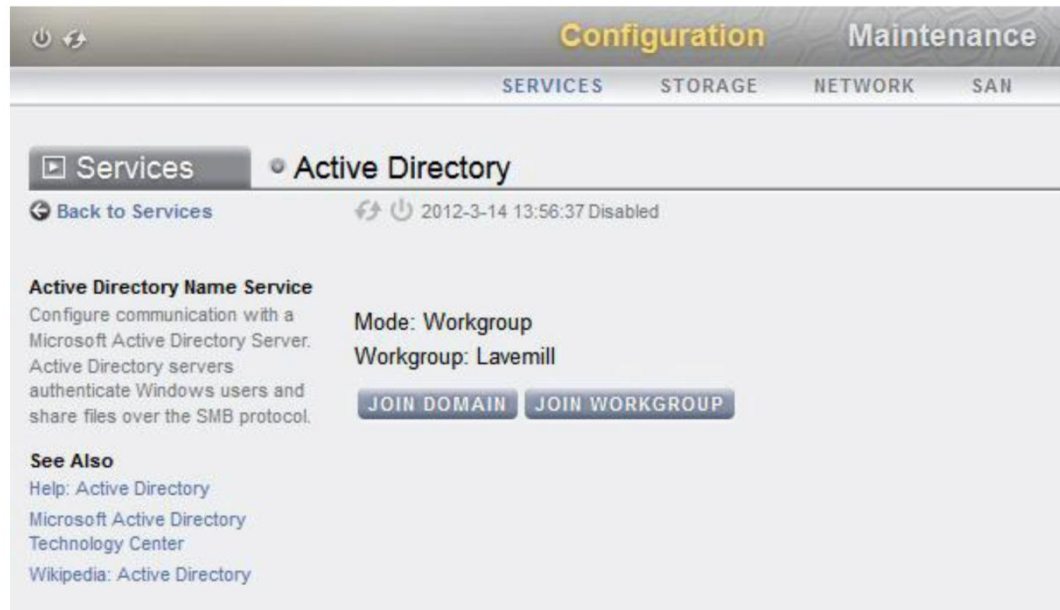 Configuration Maintenance
SERVICES STORAGE NETWORK SAN
Services Active Directory
Back to Services 2012-3-14 13:56:37 Disabled
Active Directory Name Service
Configure communication with a
Microsoft Active Directory Server.
Active Directory servers
authenticate Windows users and
share files over the SMB protocol.
Mode: Workgroup
Workgroup: Lavemill
JOIN DOMAIN JOIN WORKGROUP
See Also
Help: Active Directory
Microsoft Active Directory
Technology Center
Wikipedia: Active Directory